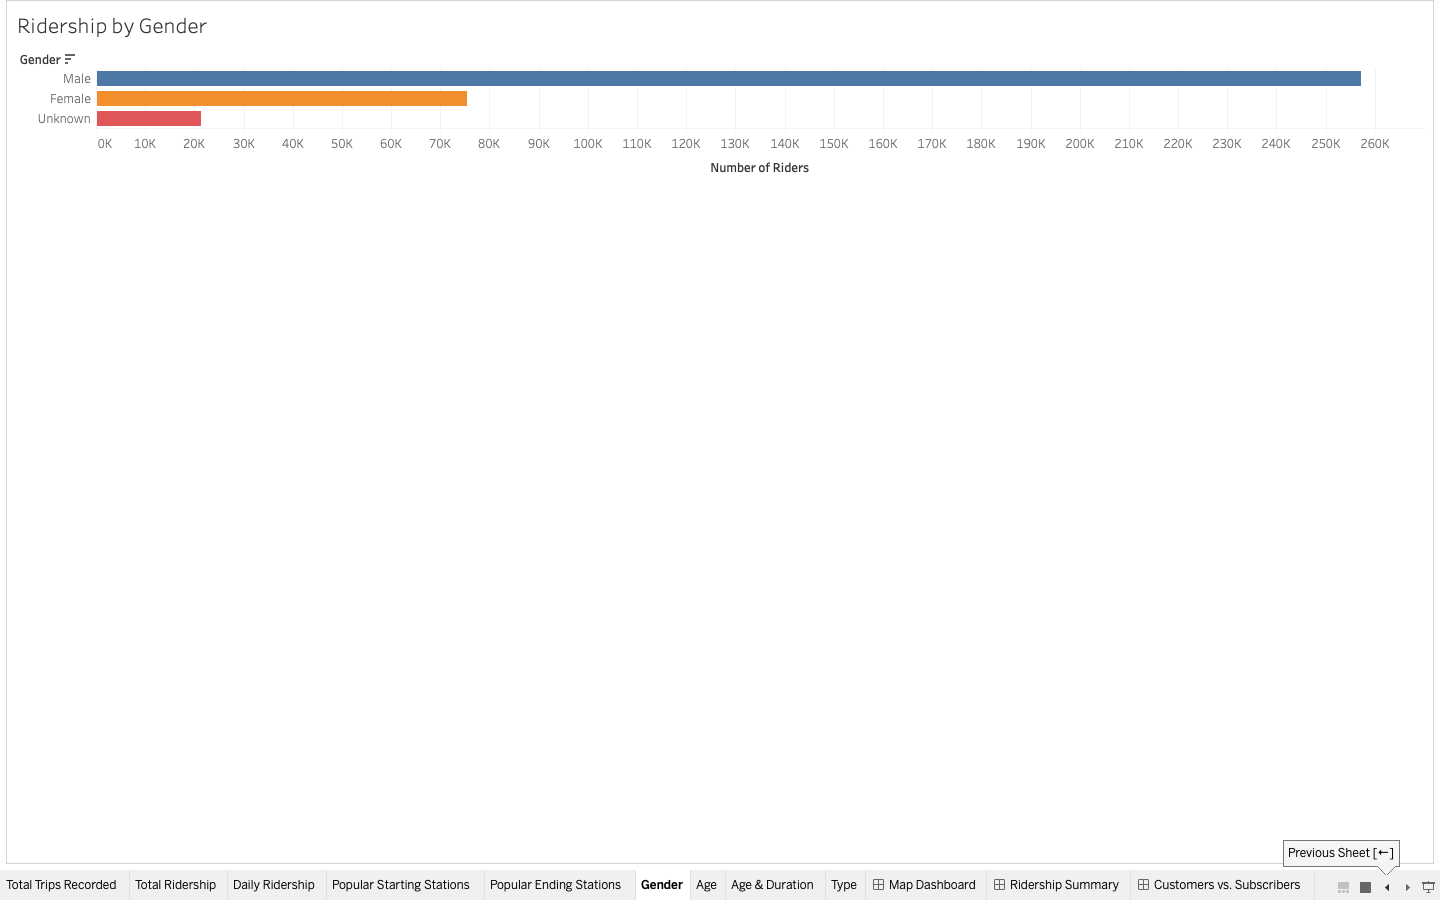 Ridership by Gender
Gender
Male
Female
Unknown
0K 10K 20K 30K 40K 50K 60K 70K 80K 90K 100K 110K 120K 130K 140K 150K 160K 170K 180K 190K 200K 210K 220K 230K 240K 250K 260K
Number of Riders
Previous Sheet [←]
Total Trips Recorded Total Ridership Daily Ridership Popular Starting Stations Popular Ending Stations Gender Age Age & Duration Type Map Dashboard Ridership Summary Customers vs. Subscribers